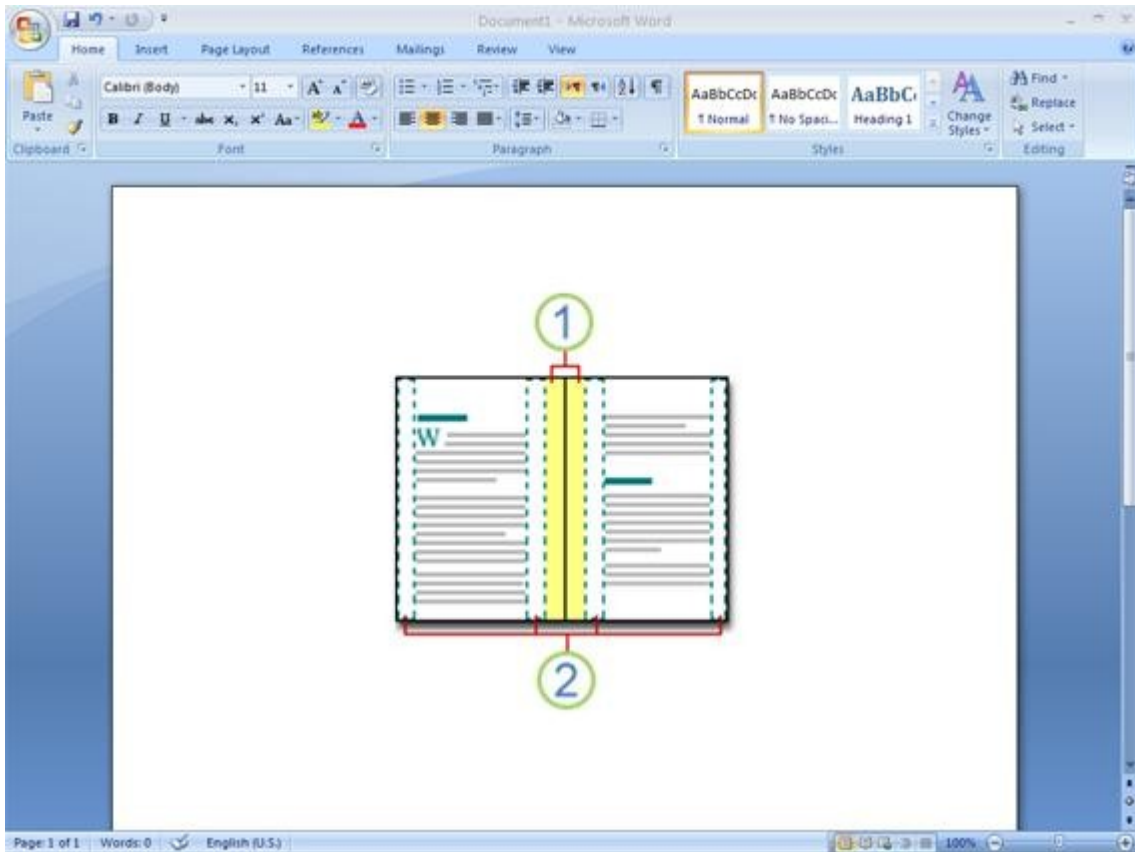 Document1 - Microsoft Word
Home Insert Page Layout References Mailings Review View
Calibri (Body) 11 A A Find
Paste B I U abc x, x' Aa A AaBbCcDc AaBbCcDc AaBbC Change Styles Replace
¶ Normal ¶ No Spaci... Heading 1 Select
Clipboard Font Paragraph Styles Editing
1
W
2
Page: 1 of 1 Words: 0 English (U.S.) 100%